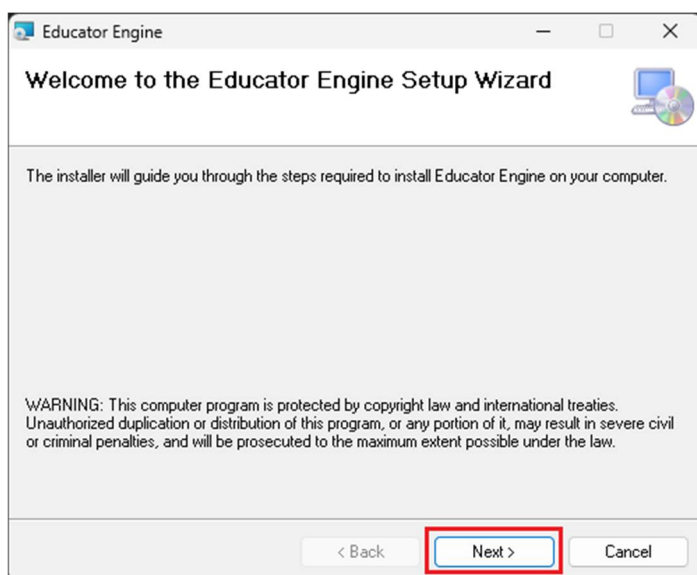 Educator Engine
Welcome to the Educator Engine Setup Wizard
The installer will guide you through the steps required to install Educator Engine on your computer.
WARNING: This computer program is protected by copyright law and international treaties.
Unauthorized duplication or distribution of this program, or any portion of it, may result in severe civil
or criminal penalties, and will be prosecuted to the maximum extent possible under the law.
< Back Next > Cancel